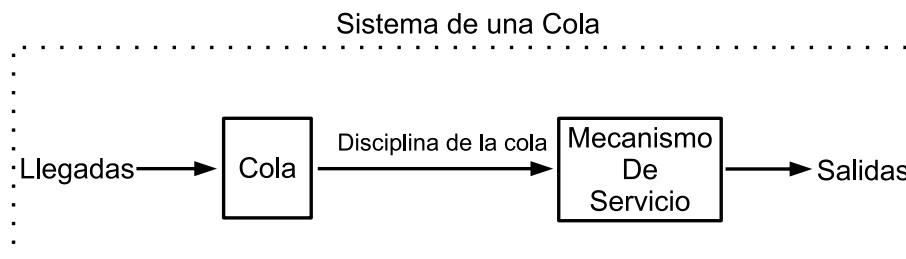 Sistema de una Cola
Llegadas
Cola
Disciplina de la cola
Mecanismo
De
Servicio
Salidas